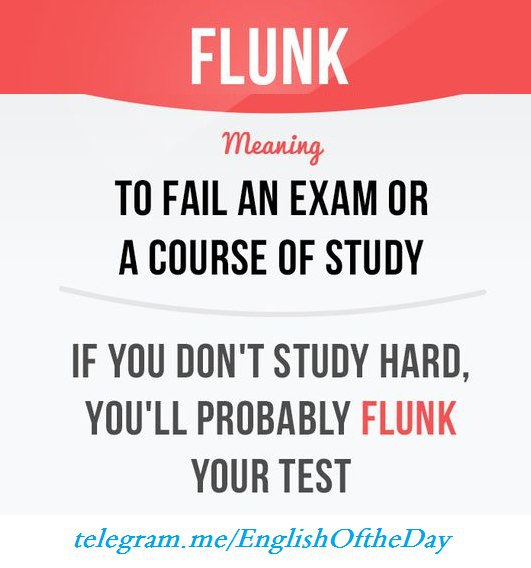 FLUNK
Meaning
TO FAIL AN EXAM OR
A COURSE OF STUDY
IF YOU DON'T STUDY HARD,
YOU'LL PROBABLY FLUNK
YOUR TEST
telegram.me/EnglishOftheDay